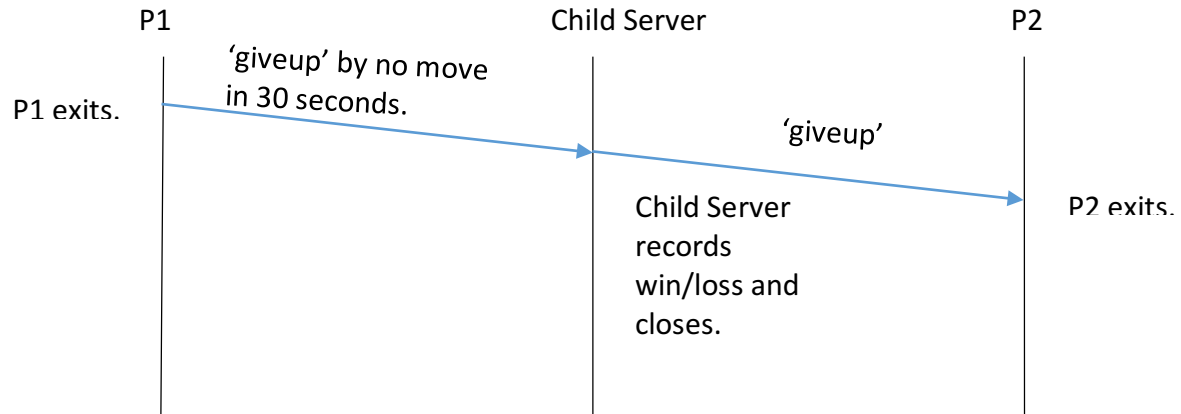 P1
Child Server
P2
‘giveup’ by no move
in 30 seconds.
P1 exits.
‘giveup’
Child Server
records
win/loss and
closes.
P2 exits.